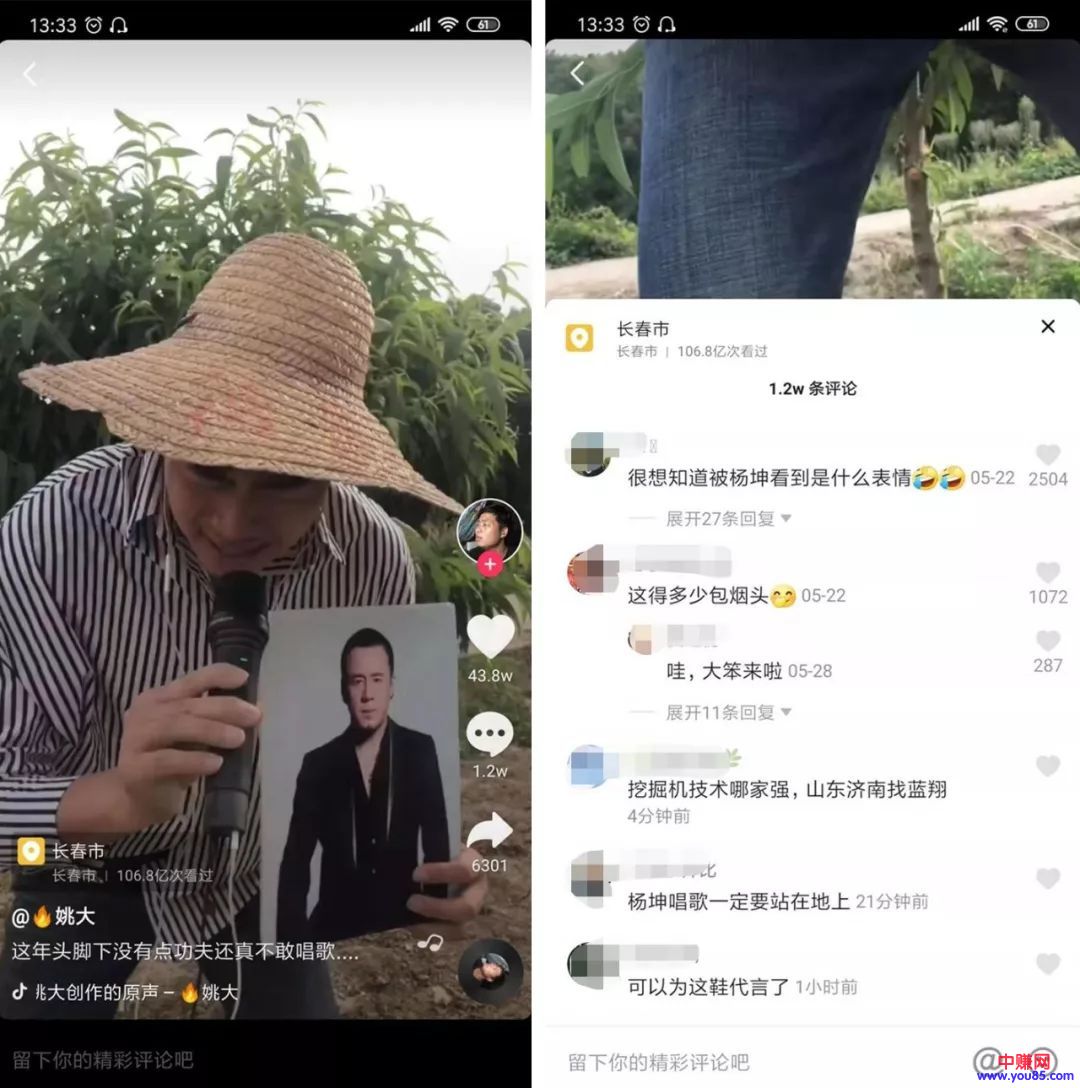 13:33
61
43.8w
1.2w
6301
长春市
长春市 | 106.8亿次看过
@🔥姚大
这年头脚下没有点功夫还真不敢唱歌....
兆大创作的原声 – 🔥姚大
留下你的精彩评论吧
13:33
61
长春市
长春市 | 106.8亿次看过
1.2w 条评论
很想知道被杨坤看到是什么表情🤣🤣 05-22
2504
展开27条回复
这得多少包烟头🤭 05-22
1072
哇，大笨来啦 05-28
287
展开11条回复
挖掘机技术哪家强，山东济南找蓝翔
4分钟前
比
杨坤唱歌一定要站在地上 21分钟前
可以为这鞋代言了 1小时前
留下你的精彩评论吧
@
中赚网
www.you85.com